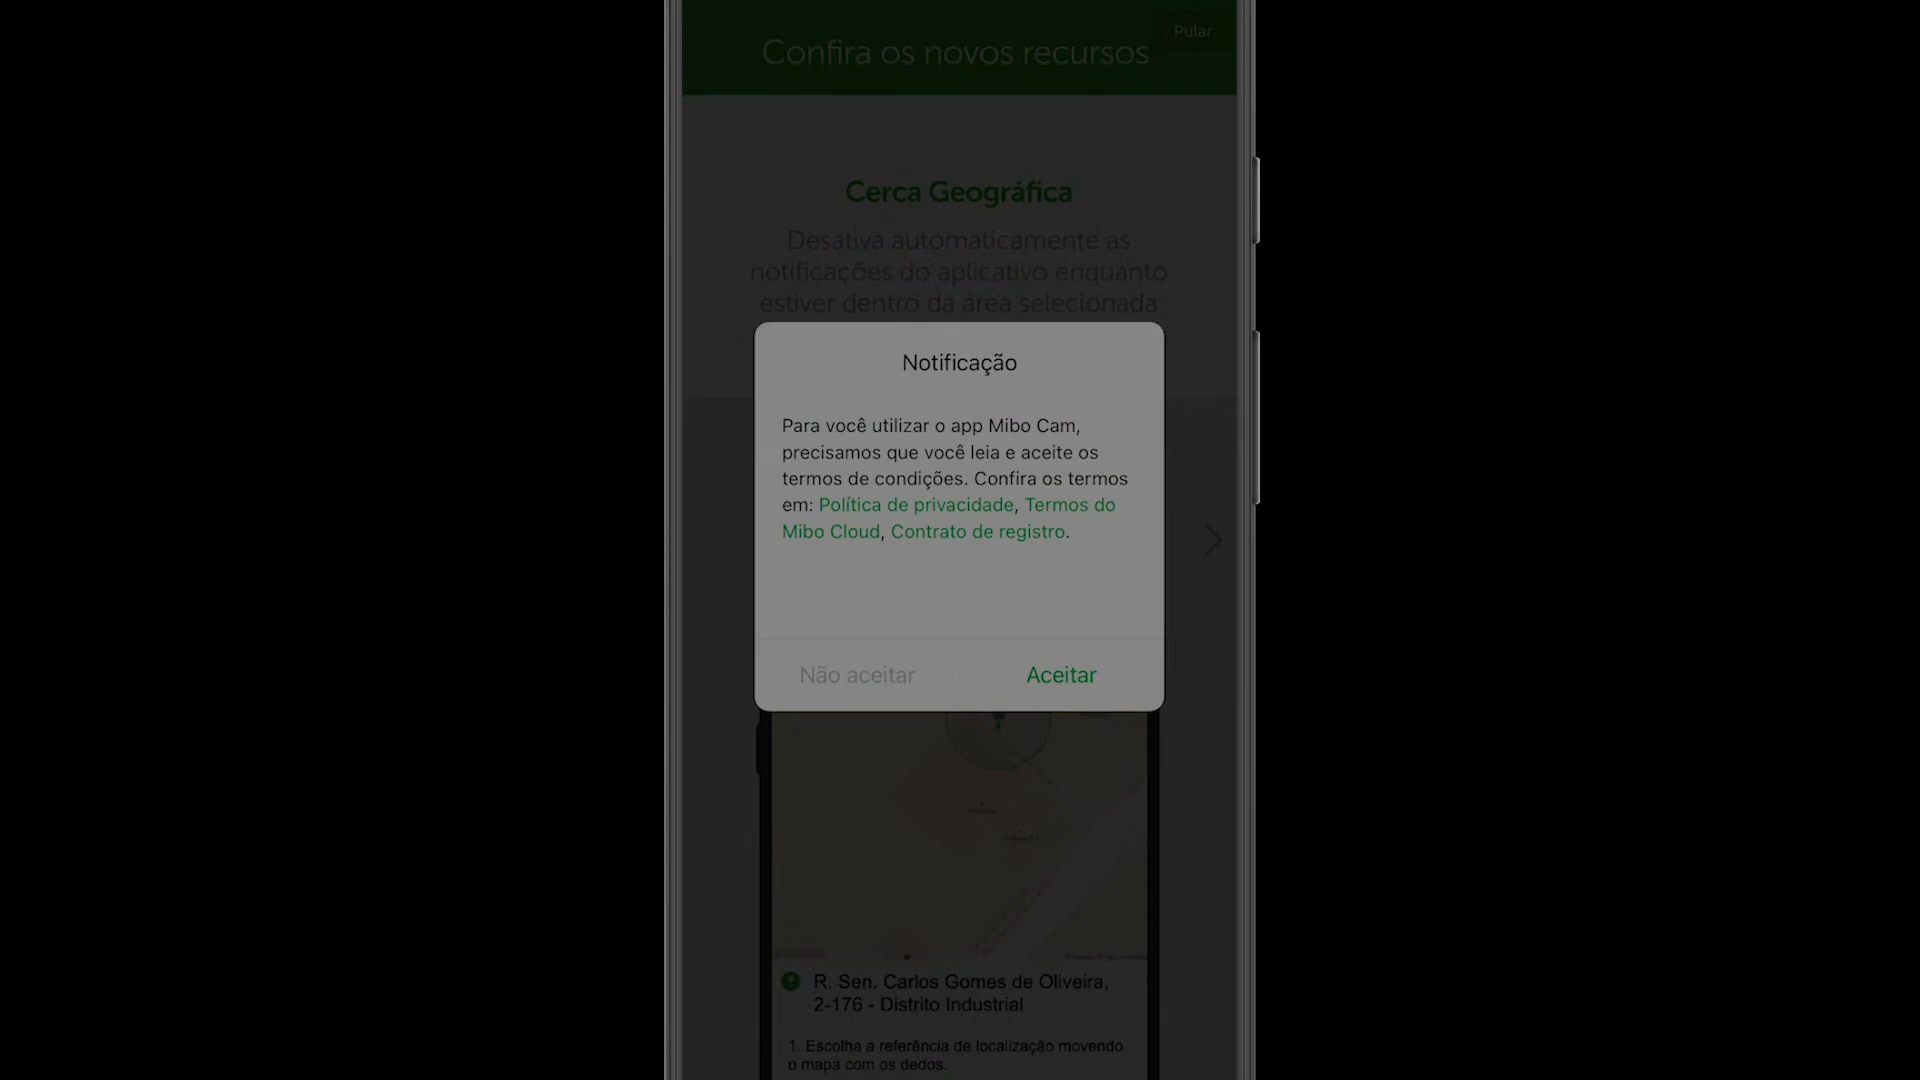 Pular
Confira os novos recursos
Cerca Geográfica
Desativa automaticamente as
notificações do aplicativo enquanto
estiver dentro da área selecionada
Notificação
Para você utilizar o app Mibo Cam,
precisamos que você leia e aceite os
termos de condições. Confira os termos
em: Política de privacidade, Termos do
Mibo Cloud, Contrato de registro.
Não aceitar
Aceitar
R. Sen. Carlos Gomes de Oliveira,
2-176 - Distrito Industrial
1. Escolha a referência de localização movendo
o mapa com os dedos.